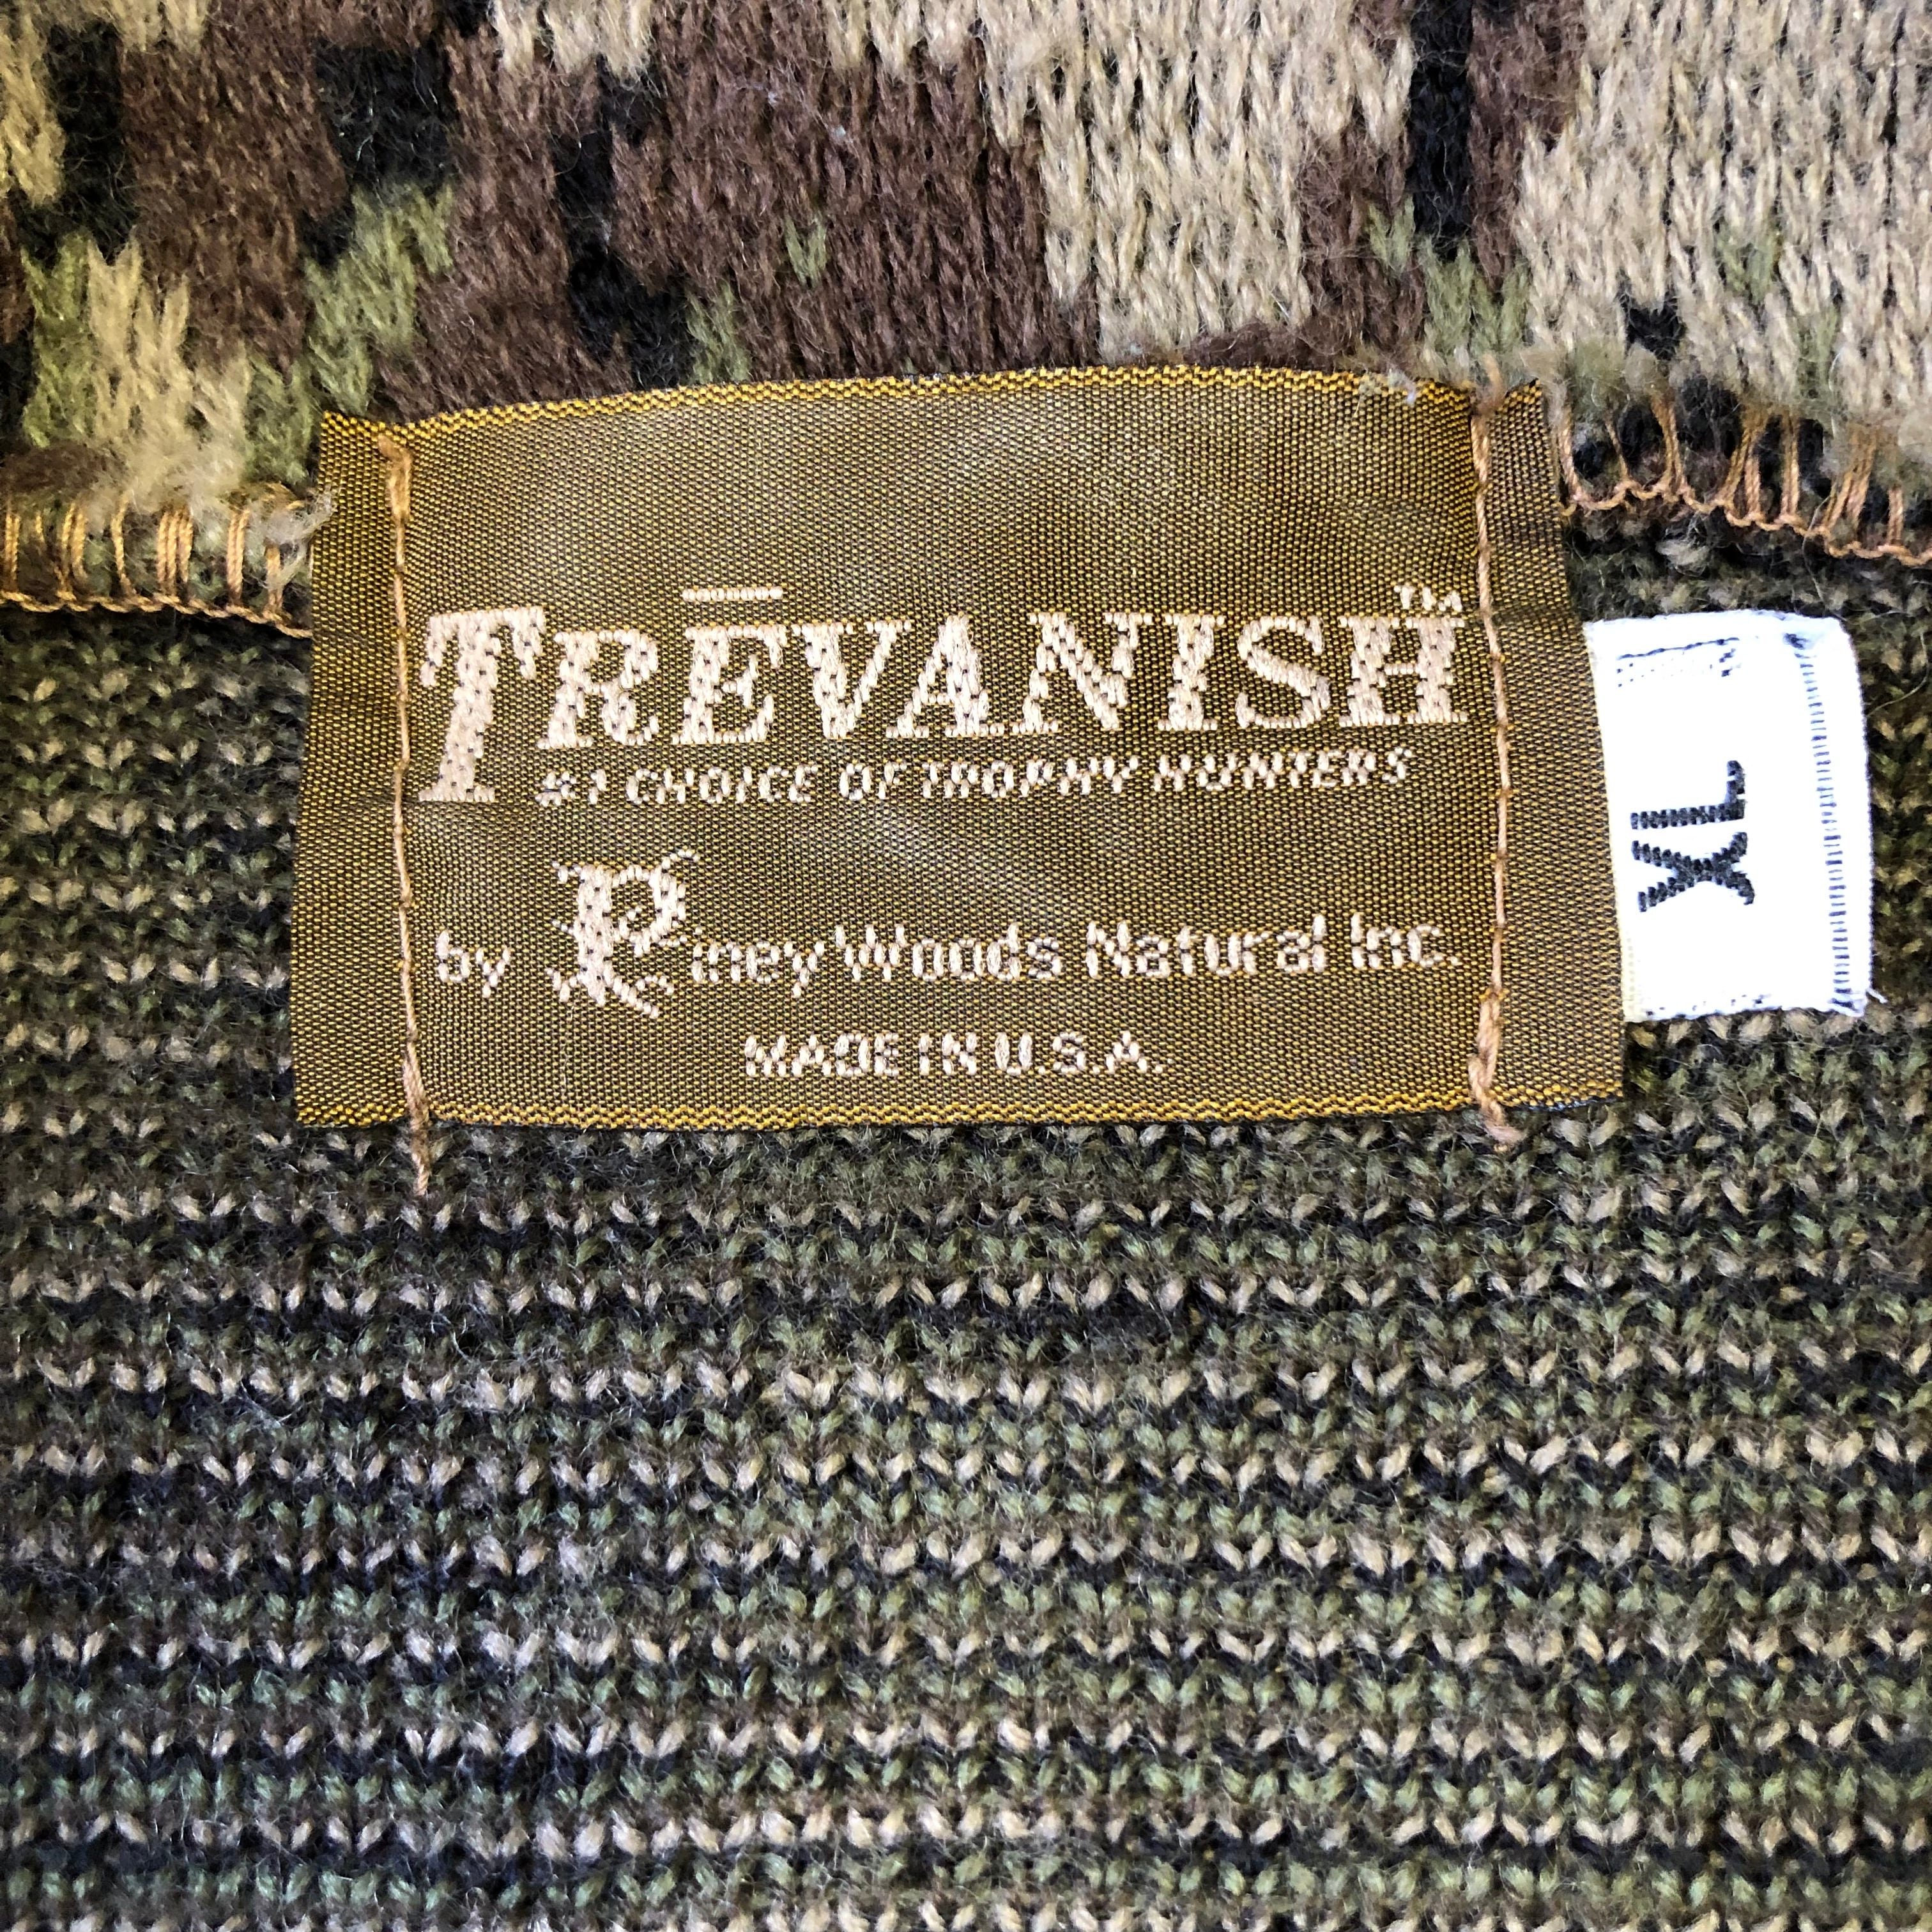 TRĒVANISH™
#1 CHOICE OF TROPHY HUNTERS
by Piney Woods Natural Inc.
MADE IN U.S.A.
XL